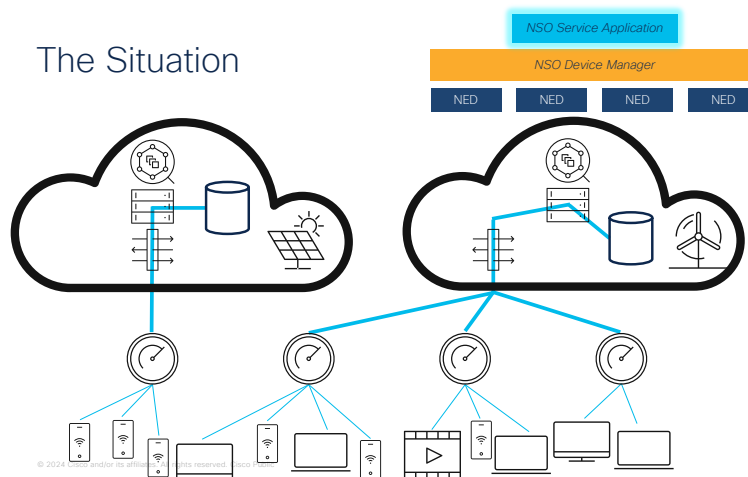 NSO Service Application
The Situation
NSO Device Manager
NED NED NED NED
© 2024 Cisco and/or its affiliates. All rights reserved. Cisco Public